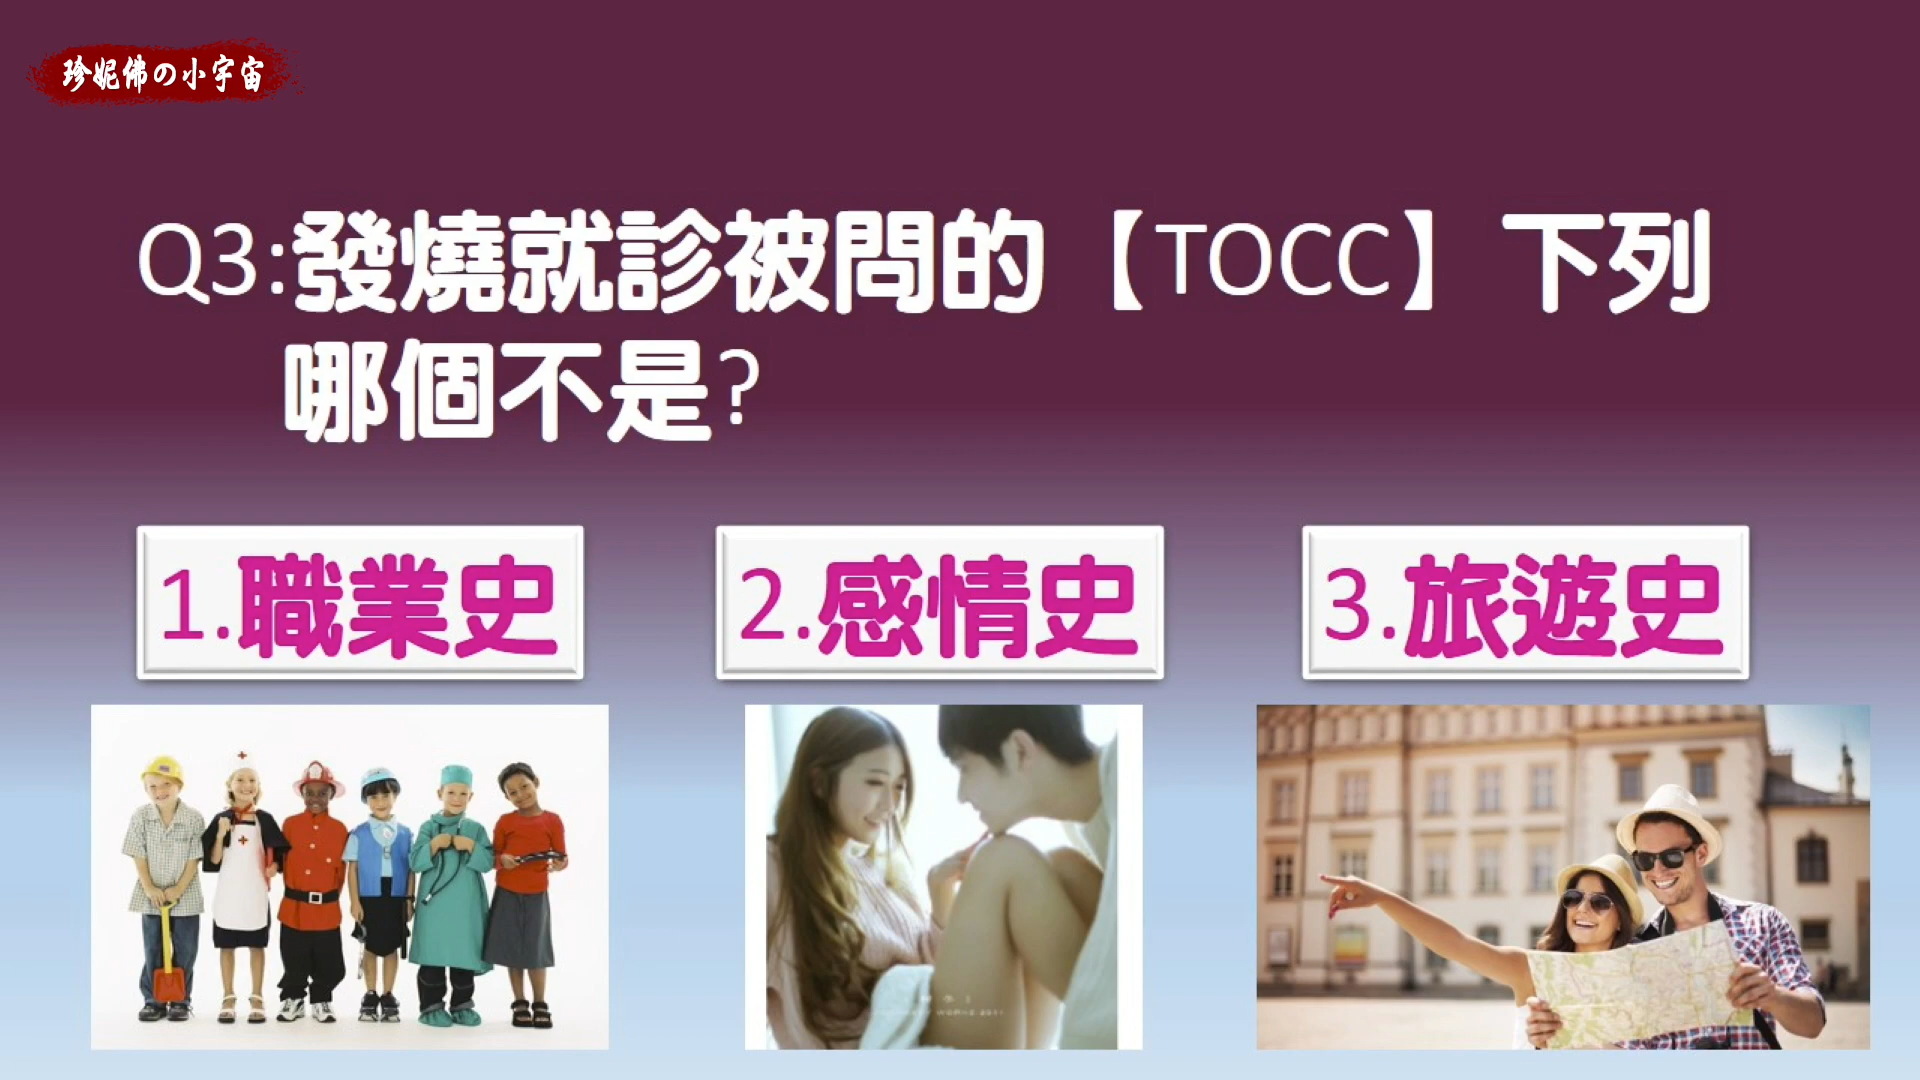 珍妮佛の小宇宙
Q3:發燒就診被問的【TOCC】下列
哪個不是?
1.職業史
2.感情史
3.旅遊史